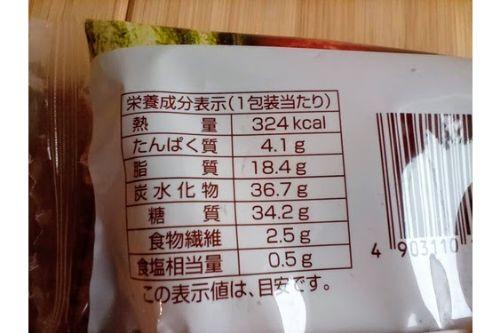 栄養成分表示(1包装当たり)
熱量 324kcal
たんぱく質 4.1g
脂質 18.4g
炭水化物 36.7g
糖質 34.2g
食物繊維 2.5g
食塩相当量 0.5g
この表示値は、目安です。
4 903110